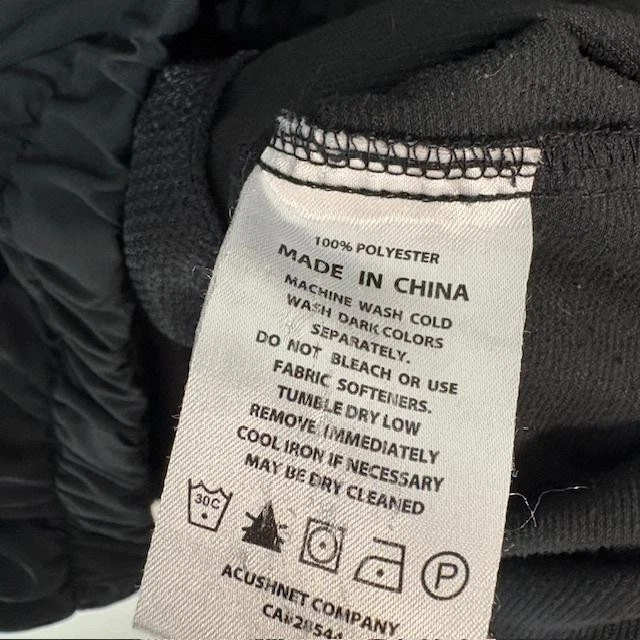 100% POLYESTER
MADE IN CHINA
MACHINE WASH COLD
WASH DARK COLORS
SEPARATELY.
DO NOT BLEACH OR USE
FABRIC SOFTENERS.
TUMBLE DRY LOW
REMOVE IMMEDIATELY
COOL IRON IF NECESSARY
MAY BE DRY CLEANED
30C
P
ACUSHNET COMPANY